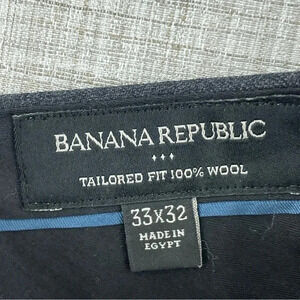 BANANA REPUBLIC
TAILORED FIT 100% WOOL
33X32
MADE IN
EGYPT